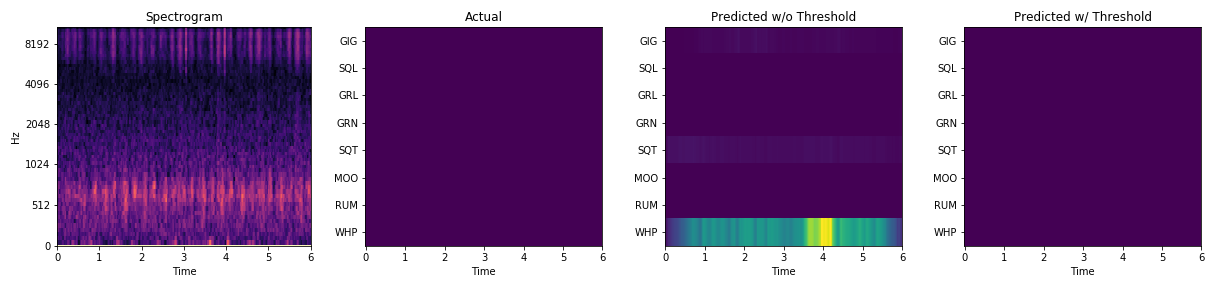 Spectrogram
Hz
8192
4096
2048
1024
512
0
0 1 2 3 4 5 6
Time
Actual
GIG
SQL
GRL
GRN
SQT
MOO
RUM
WHP
0 1 2 3 4 5 6
Time
Predicted w/o Threshold
GIG
SQL
GRL
GRN
SQT
MOO
RUM
WHP
0 1 2 3 4 5 6
Time
Predicted w/ Threshold
GIG
SQL
GRL
GRN
SQT
MOO
RUM
WHP
0 1 2 3 4 5 6
Time